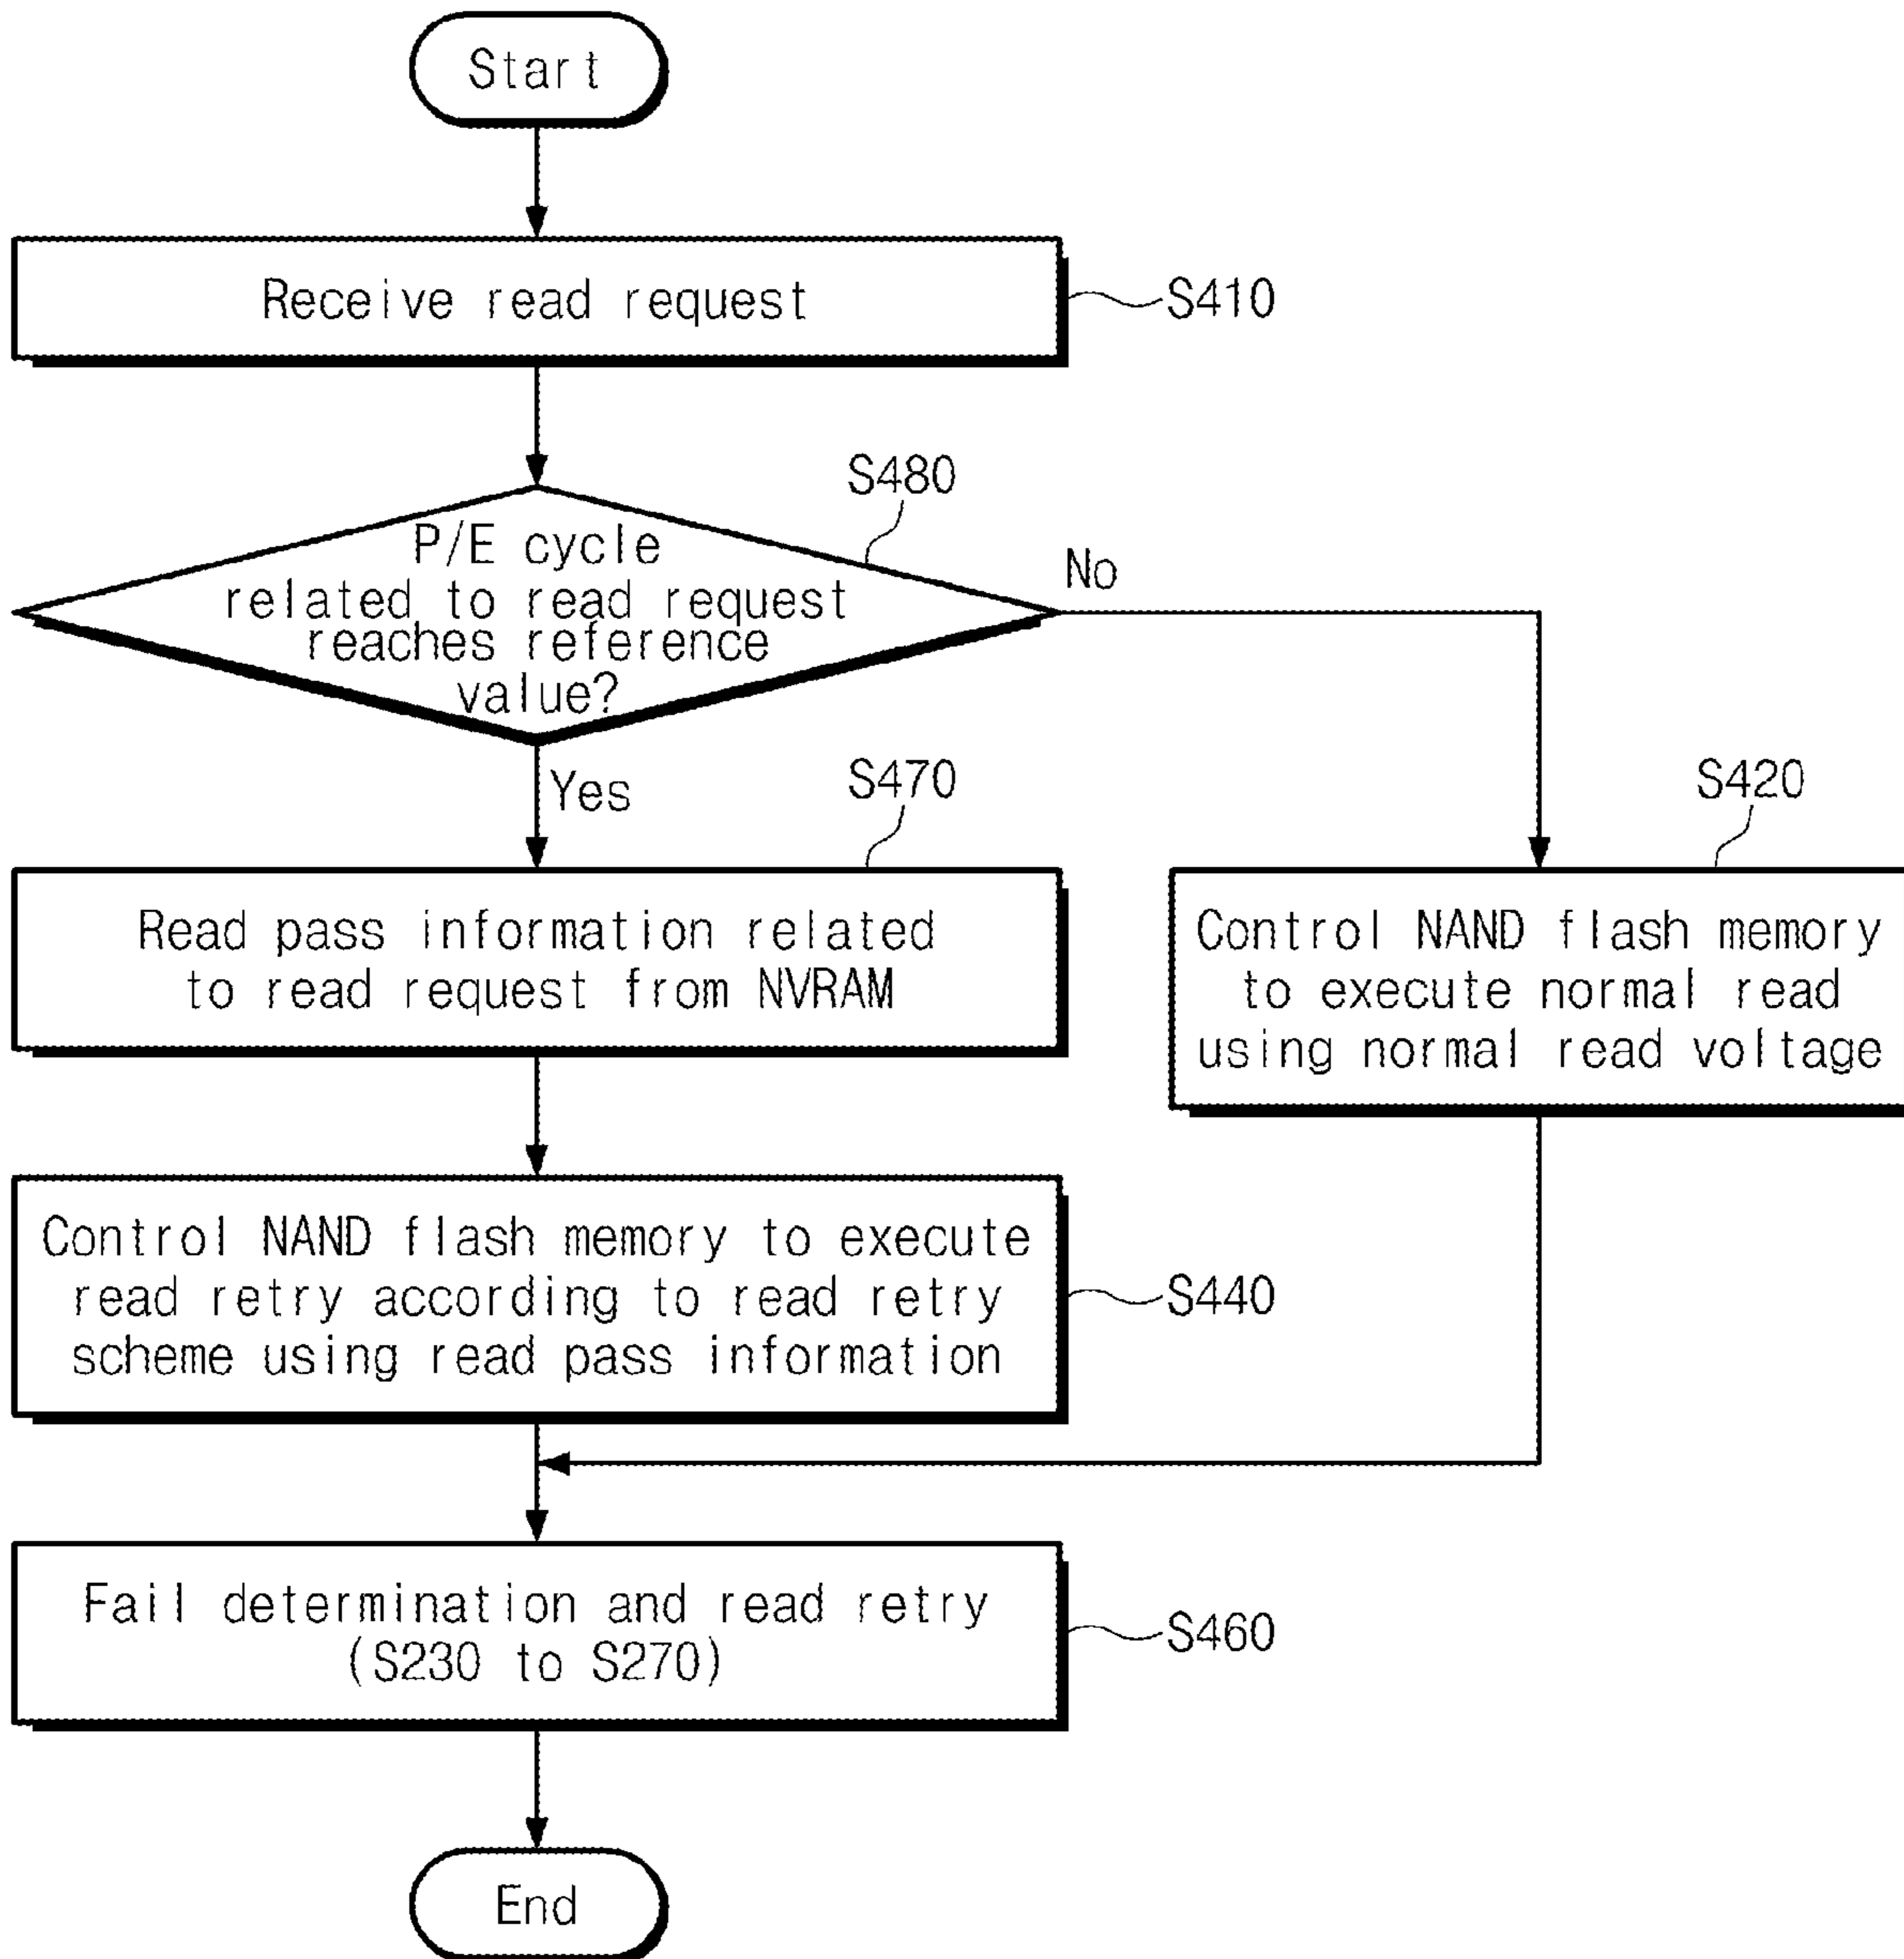 Start
Receive read request
S410
S480
P/E cycle
related to read request
reaches reference
value?
No
Yes
S470
S420
Read pass information related
to read request from NVRAM
Control NAND flash memory
to execute normal read
using normal read voltage
Control NAND flash memory to execute
read retry according to read retry
scheme using read pass information
S440
Fail determination and read retry
(S230 to S270)
S460
End